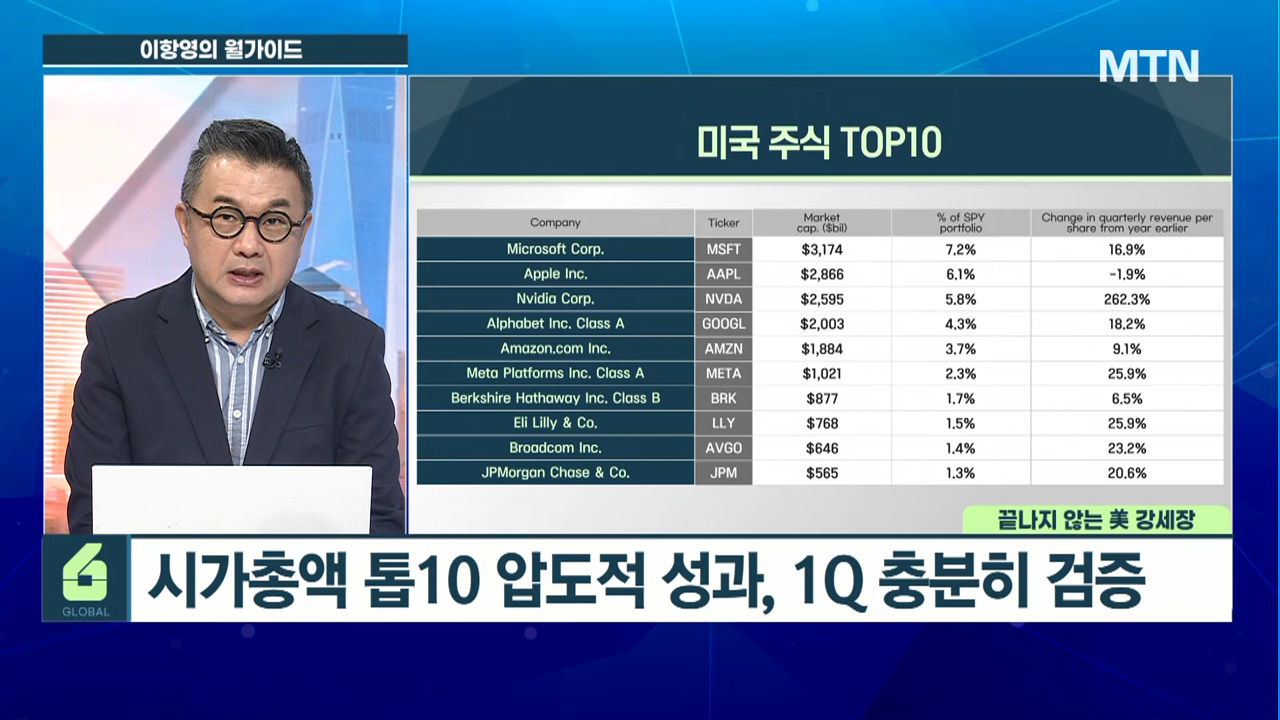 이항영의 월가이드
MTN
미국 주식 TOP10
Company Ticker Market cap. ($bil) % of SPY portfolio Change in quarterly revenue per share from year earlier
Microsoft Corp. MSFT $3,174 7.2% 16.9%
Apple Inc. AAPL $2,866 6.1% -1.9%
Nvidia Corp. NVDA $2,595 5.8% 262.3%
Alphabet Inc. Class A GOOGL $2,003 4.3% 18.2%
Amazon.com Inc. AMZN $1,884 3.7% 9.1%
Meta Platforms Inc. Class A META $1,021 2.3% 25.9%
Berkshire Hathaway Inc. Class B BRK $877 1.7% 6.5%
Eli Lilly & Co. LLY $768 1.5% 25.9%
Broadcom Inc. AVGO $646 1.4% 23.2%
JPMorgan Chase & Co. JPM $565 1.3% 20.6%
끝나지 않는 美 강세장
GLOBAL
시가총액 톱10 압도적 성과, 1Q 충분히 검증